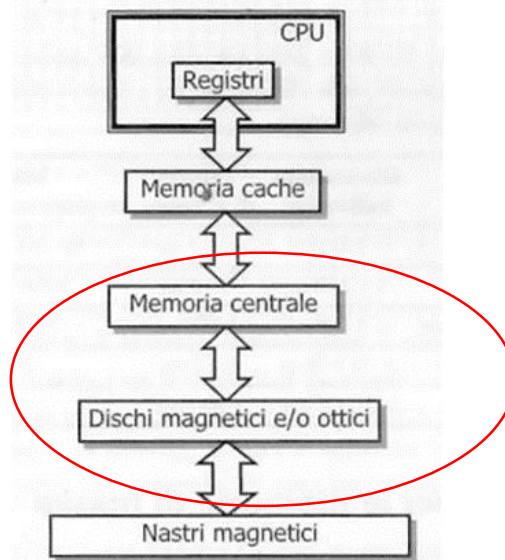 CPU
Registri
Memoria cache
Memoria centrale
Dischi magnetici e/o ottici
Nastri magnetici